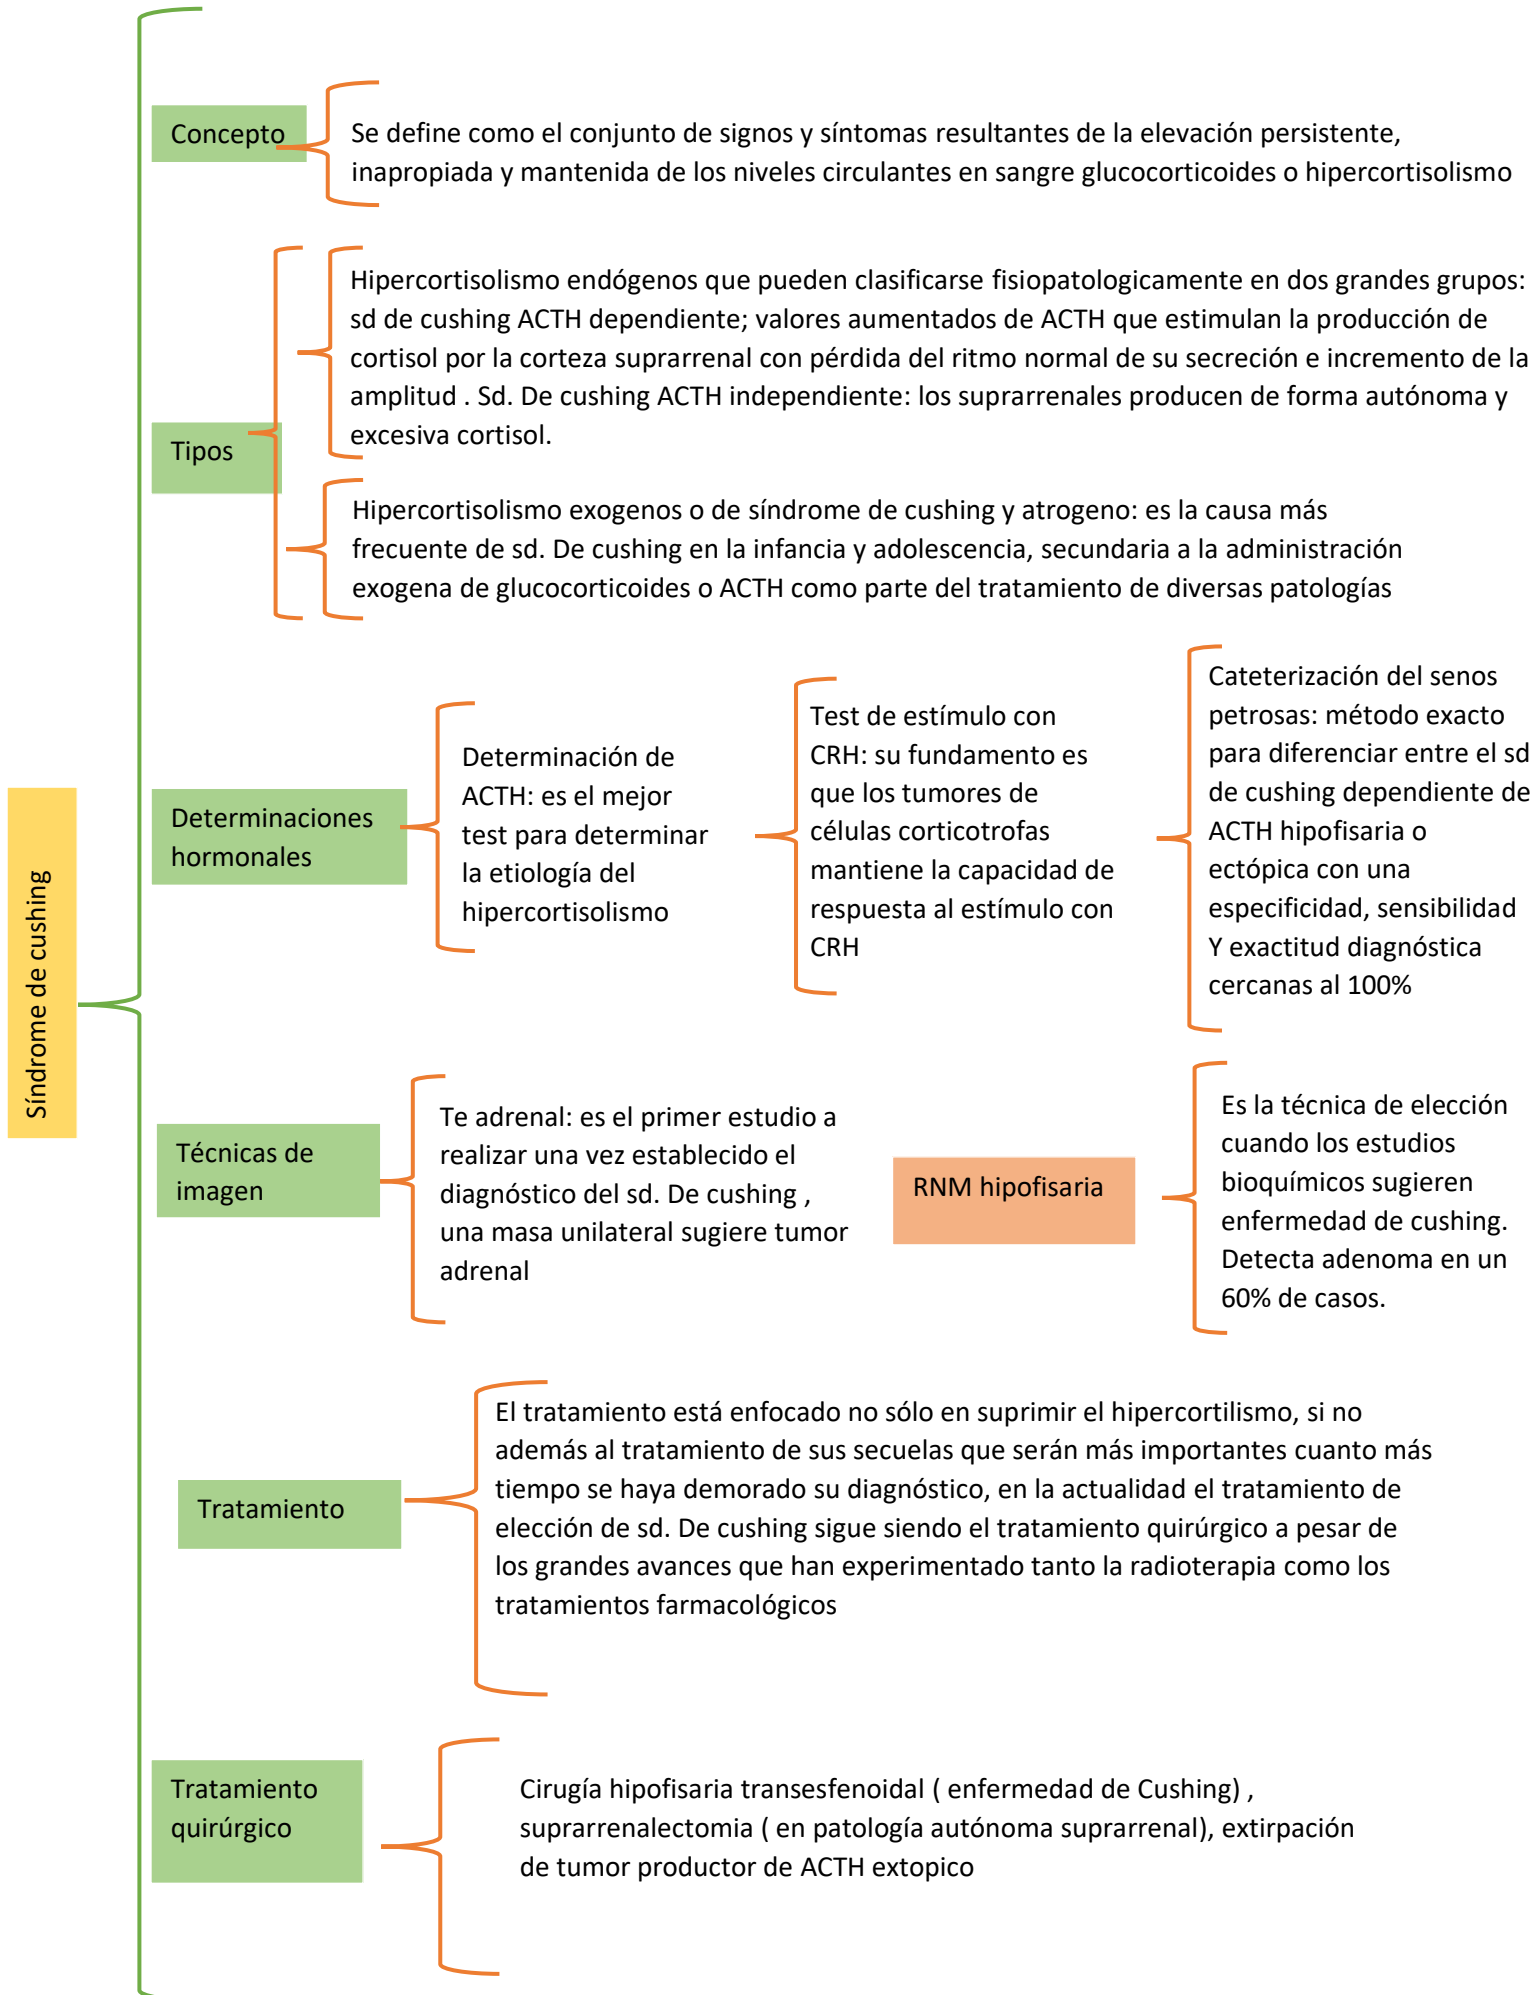 Síndrome de cushing
Concepto
Se define como el conjunto de signos y síntomas resultantes de la elevación persistente,
inapropiada y mantenida de los niveles circulantes en sangre glucocorticoides o hipercortisolismo
Tipos
Hipercortisolismo endógenos que pueden clasificarse fisiopatologicamente en dos grandes grupos:
sd de cushing ACTH dependiente; valores aumentados de ACTH que estimulan la producción de
cortisol por la corteza suprarrenal con pérdida del ritmo normal de su secreción e incremento de la
amplitud . Sd. De cushing ACTH independiente: los suprarrenales producen de forma autónoma y
excesiva cortisol.
Hipercortisolismo exogenos o de síndrome de cushing y atrogeno: es la causa más
frecuente de sd. De cushing en la infancia y adolescencia, secundaria a la administración
exogena de glucocorticoides o ACTH como parte del tratamiento de diversas patologías
Determinaciones
hormonales
Determinación de
ACTH: es el mejor
test para determinar
la etiología del
hipercortisolismo
Test de estímulo con
CRH: su fundamento es
que los tumores de
células corticotrofas
mantiene la capacidad de
respuesta al estímulo con
CRH
Cateterización del senos
petrosas: método exacto
para diferenciar entre el sd
de cushing dependiente de
ACTH hipofisaria o
ectópica con una
especificidad, sensibilidad
Y exactitud diagnóstica
cercanas al 100%
Técnicas de
imagen
Te adrenal: es el primer estudio a
realizar una vez establecido el
diagnóstico del sd. De cushing ,
una masa unilateral sugiere tumor
adrenal
RNM hipofisaria
Es la técnica de elección
cuando los estudios
bioquímicos sugieren
enfermedad de cushing.
Detecta adenoma en un
60% de casos.
Tratamiento
El tratamiento está enfocado no sólo en suprimir el hipercortilismo, si no
además al tratamiento de sus secuelas que serán más importantes cuanto más
tiempo se haya demorado su diagnóstico, en la actualidad el tratamiento de
elección de sd. De cushing sigue siendo el tratamiento quirúrgico a pesar de
los grandes avances que han experimentado tanto la radioterapia como los
tratamientos farmacológicos
Tratamiento
quirúrgico
Cirugía hipofisaria transesfenoidal ( enfermedad de Cushing) ,
suprarrenalectomia ( en patología autónoma suprarrenal), extirpación
de tumor productor de ACTH extopico